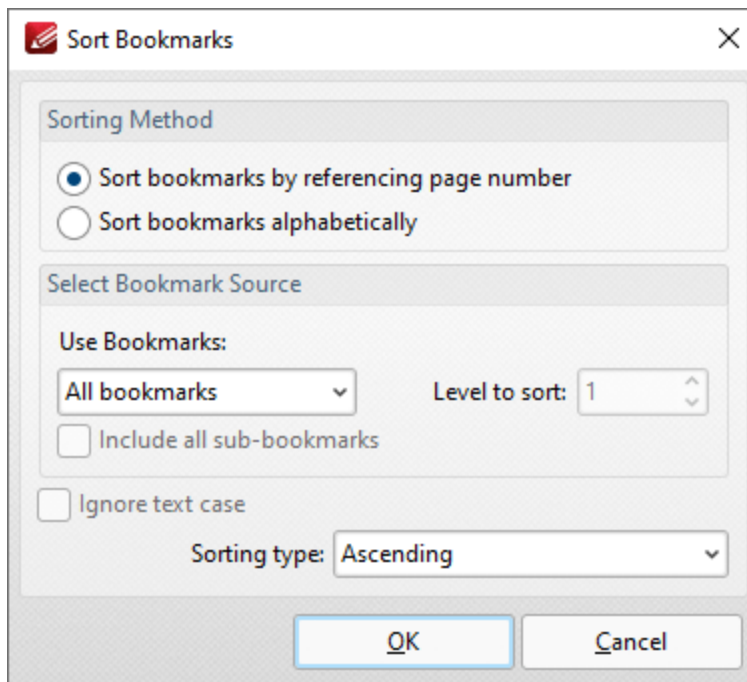 Sort Bookmarks
Sorting Method
Sort bookmarks by referencing page number
Sort bookmarks alphabetically
Select Bookmark Source
Use Bookmarks:
All bookmarks Level to sort: 1
Include all sub-bookmarks
Ignore text case
Sorting type: Ascending
OK Cancel